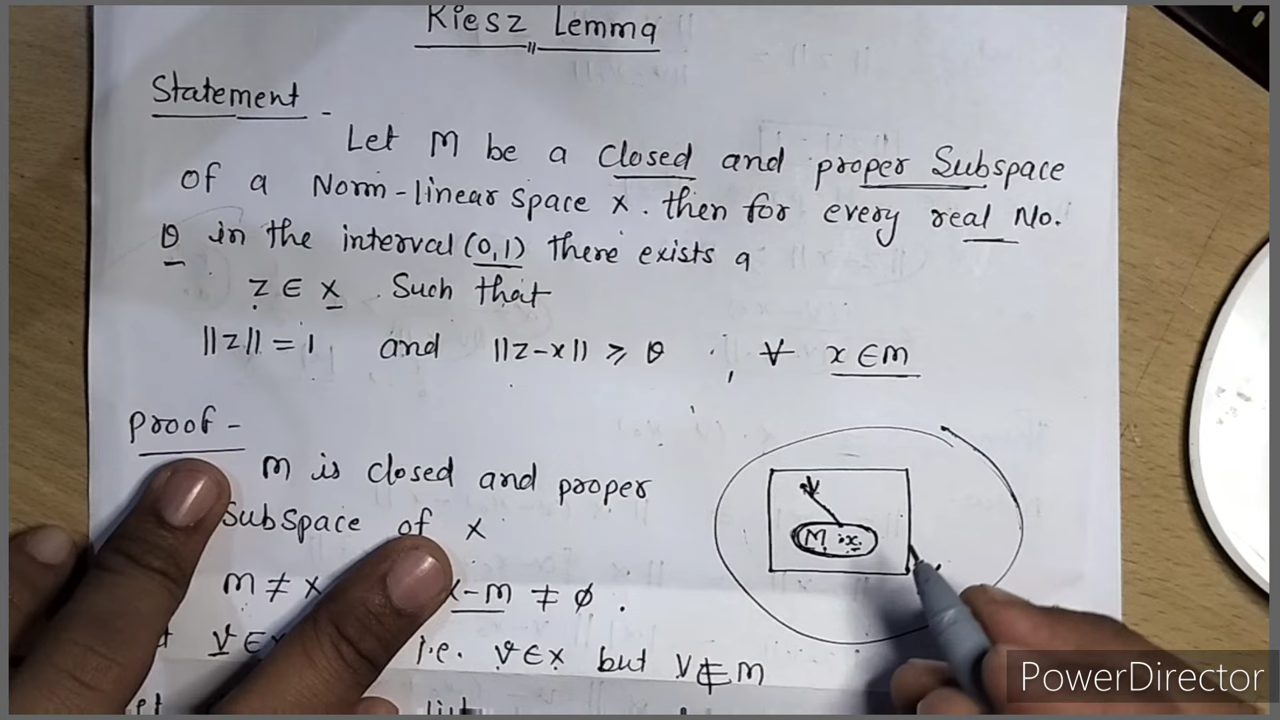 Riesz Lemma
Statement -
Let M be a closed and proper Subspace
of a Norm-linear space X. then for every real No.
θ in the interval (0,1) there exists a
z ∈ X. Such that
||z|| = 1 and ||z-x|| ≥ θ ; ∀ x ∈ M
Proof -
M is closed and proper
Subspace of X
M ≠ X X-M ≠ ∅.
v ∈ i.e. v ∈ X but v ∉ M
M x
PowerDirector